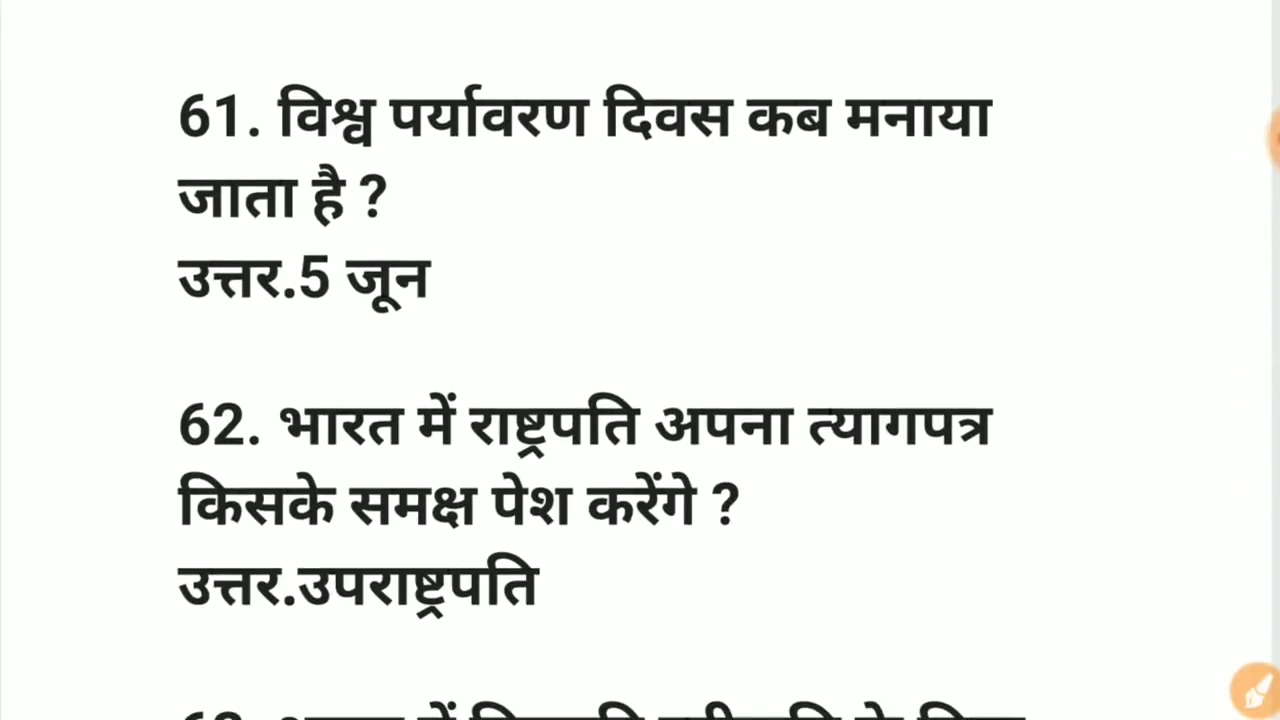 61. विश्व पर्यावरण दिवस कब मनाया
जाता है ?
उत्तर.5 जून
62. भारत में राष्ट्रपति अपना त्यागपत्र
किसके समक्ष पेश करेंगे ?
उत्तर.उपराष्ट्रपति